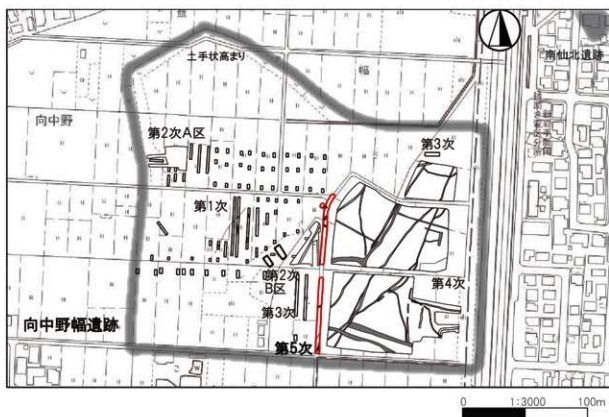 館
幅
南仙北遺跡
土手状高まり
向中野
第2次A区
第3次
第1次
第2次
B区
第4次
第3次
向中野幅遺跡
第5次
0 1:3000 100m